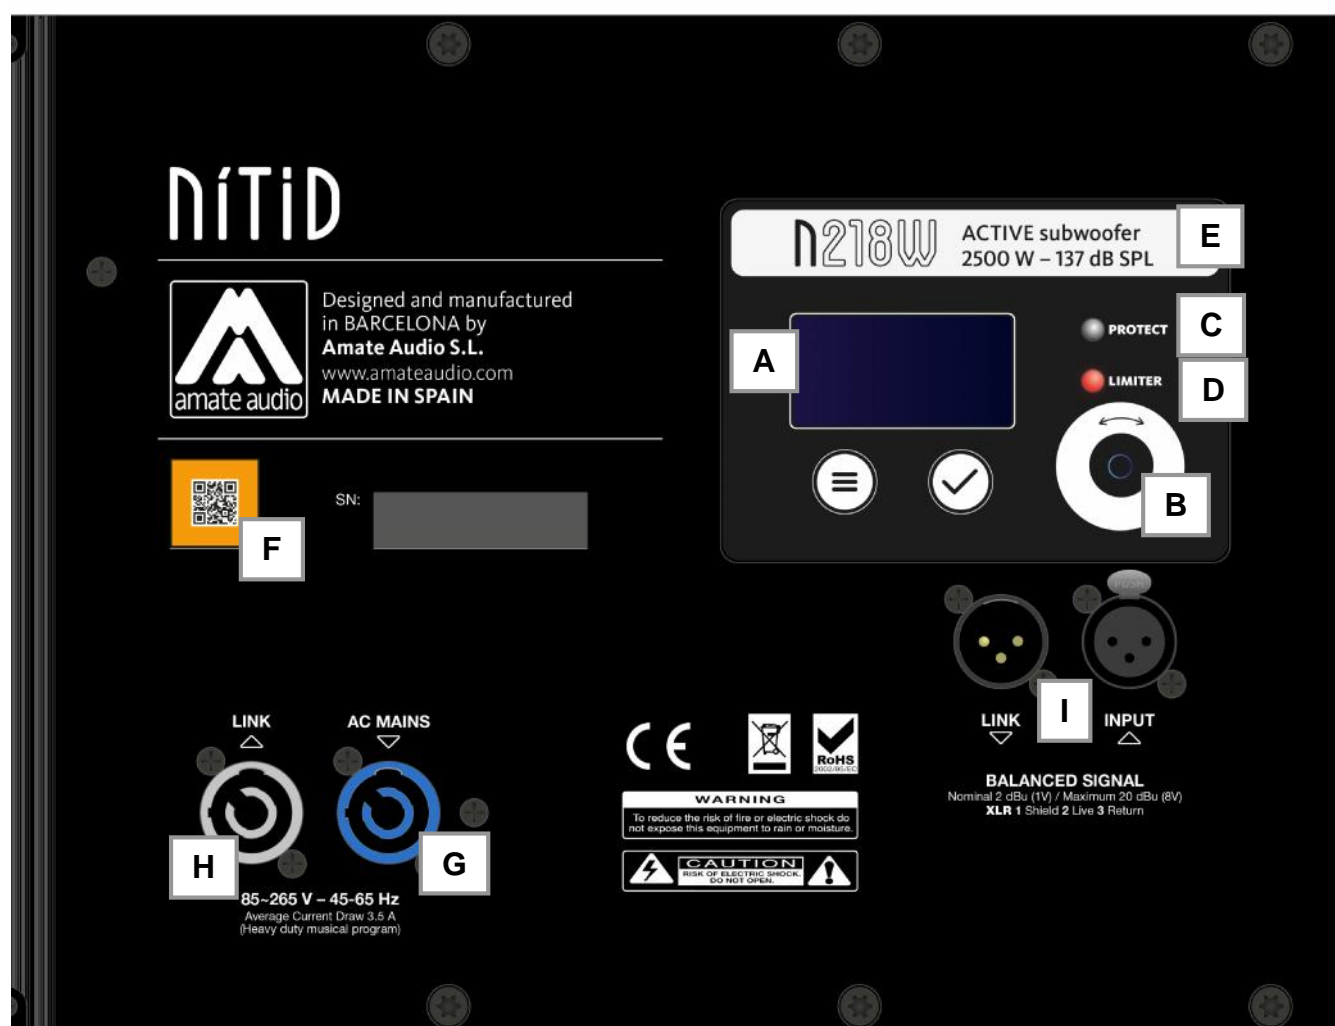 NíTiD
Designed and manufactured
in BARCELONA by
Amate Audio S.L.
www.amateaudio.com
MADE IN SPAIN
amate audio
SN:
F
n218W
ACTIVE subwoofer
2500 W – 137 dB SPL
E
A
PROTECT
C
LIMITER
D
B
LINK
I
INPUT
BALANCED SIGNAL
Nominal 2 dBu (1V) / Maximum 20 dBu (8V)
XLR 1 Shield 2 Live 3 Return
LINK
AC MAINS
H
G
85~265 V – 45-65 Hz
Average Current Draw 3.5 A
(Heavy duty musical program)
CE
RoHS
2002/95/EC
WARNING
To reduce the risk of fire or electric shock do
not expose this equipment to rain or moisture.
CAUTION
RISK OF ELECTRIC SHOCK.
DO NOT OPEN.